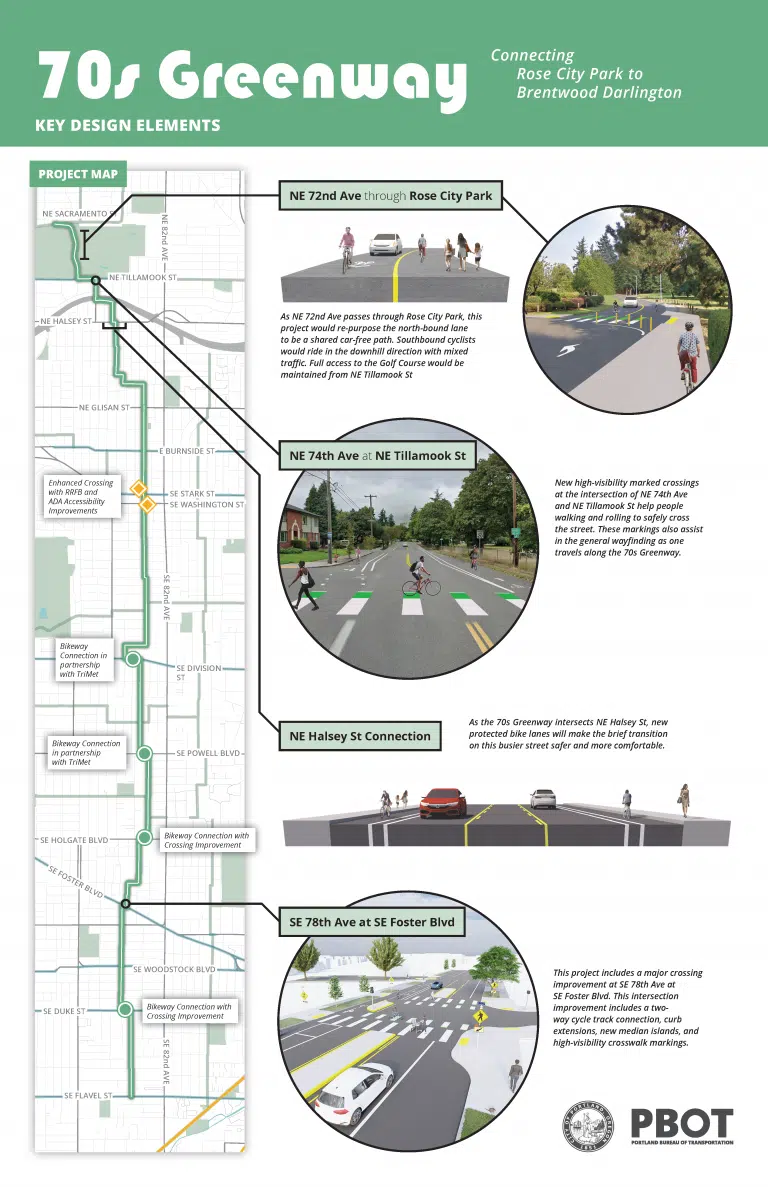 70s Greenway
Connecting
Rose City Park to
Brentwood Darlington
KEY DESIGN ELEMENTS
PROJECT MAP
NE SACRAMENTO ST
NE 82ND AVE
NE TILLAMOOK ST
NE HALSEY ST
NE GLISAN ST
E BURNSIDE ST
Enhanced Crossing
with RRFB and
ADA Accessibility
Improvements
SE STARK ST
SE WASHINGTON ST
SE 82nd AVE
Bikeway
Connection in
partnership
with TriMet
SE DIVISION
ST
Bikeway Connection
in partnership
with TriMet
SE POWELL BLVD
SE HOLGATE BLVD
Bikeway Connection with
Crossing Improvement
SE FOSTER BLVD
SE WOODSTOCK BLVD
SE DUKE ST
Bikeway Connection with
Crossing Improvement
SE 82nd AVE
SE FLAVEL ST
NE 72nd Ave through Rose City Park
As NE 72nd Ave passes through Rose City Park, this
project would re-purpose the north-bound lane
to be a shared car-free path. Southbound cyclists
would ride in the downhill direction with mixed
traffic. Full access to the Golf Course would be
maintained from NE Tillamook St
NE 74th Ave at NE Tillamook St
New high-visibility marked crossings
at the intersection of NE 74th Ave
and NE Tillamook St help people
walking and rolling to safely cross
the street. These markings also assist
in the general wayfinding as one
travels along the 70s Greenway.
NE Halsey St Connection
As the 70s Greenway intersects NE Halsey St, new
protected bike lanes will make the brief transition
on this busier street safer and more comfortable.
SE 78th Ave at SE Foster Blvd
This project includes a major crossing
improvement at SE 78th Ave at
SE Foster Blvd. This intersection
improvement includes a two-
way cycle track connection, curb
extensions, new median islands, and
high-visibility crosswalk markings.
CITY OF PORTLAND OREGON
1851
PBOT
PORTLAND BUREAU OF TRANSPORTATION